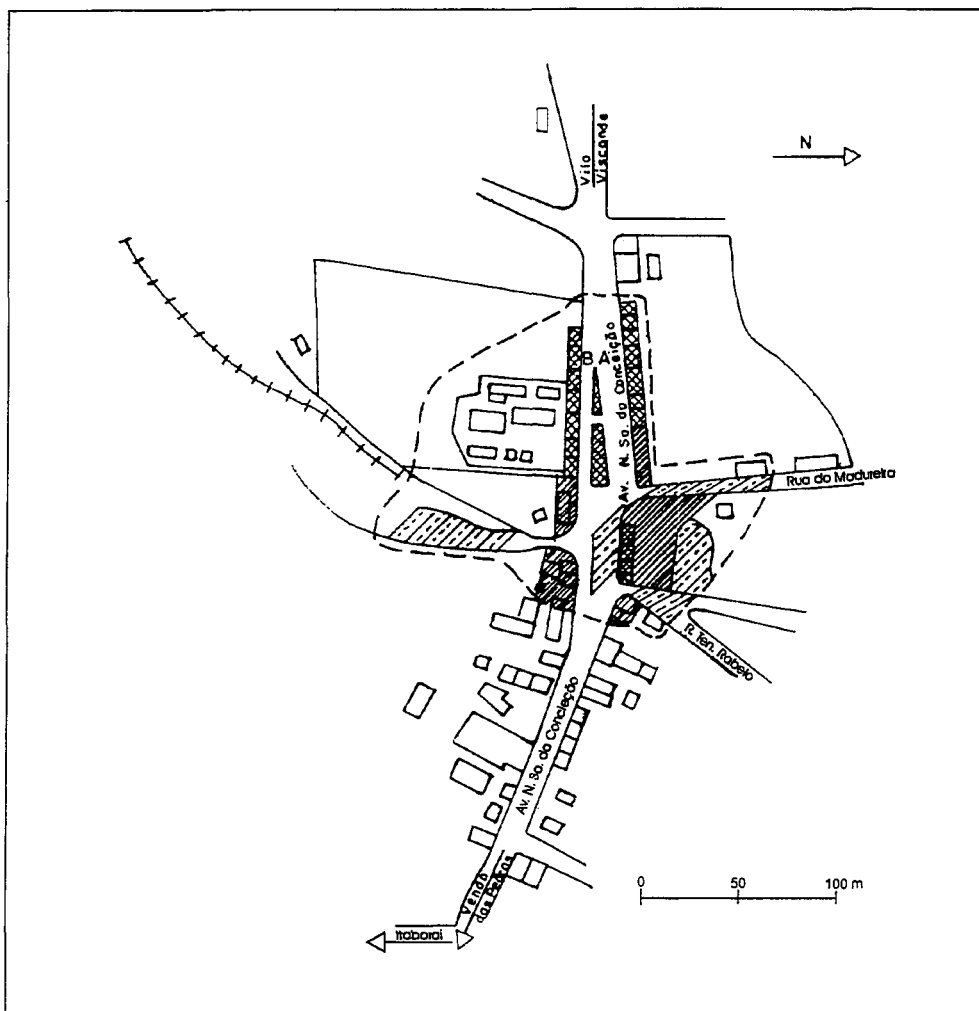 Vila
Visconde
N
B A
Av. N. Sa. da Conceição
Rua do Madureira
R. Ten. Rabelo
Av. N. Sa. da Conceição
0 50 100 m
Venda
das Pedras
Itaboraí